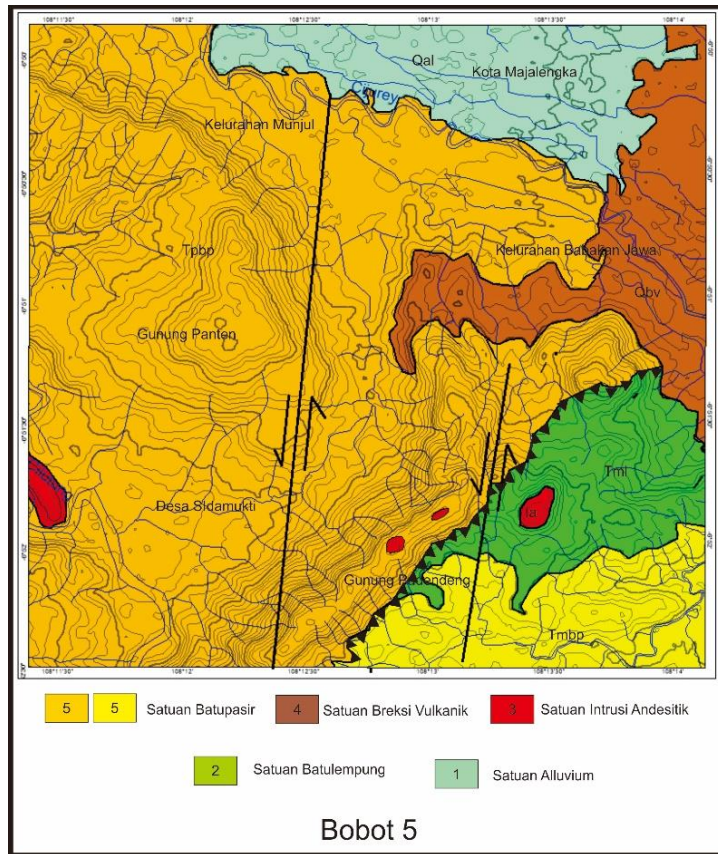 108°11'30" 108°12' 108°12'30" 108°13' 108°13'30" 108°14'
Qal
Kota Majalengka
Kelurahan Munjul
Tpbp
Kelurahan Babakan Jawa
Qbv
Gunung Panten
Tml
Desa Sidamukti
Ia
Gunung
Tmbp
108°11'30" 108°12' 108°12'30" 108°13' 108°13'30" 108°14'
5 5 Satuan Batupasir 4 Satuan Breksi Vulkanik 3 Satuan Intrusi Andesitik
2 Satuan Batulempung 1 Satuan Alluvium
Bobot 5